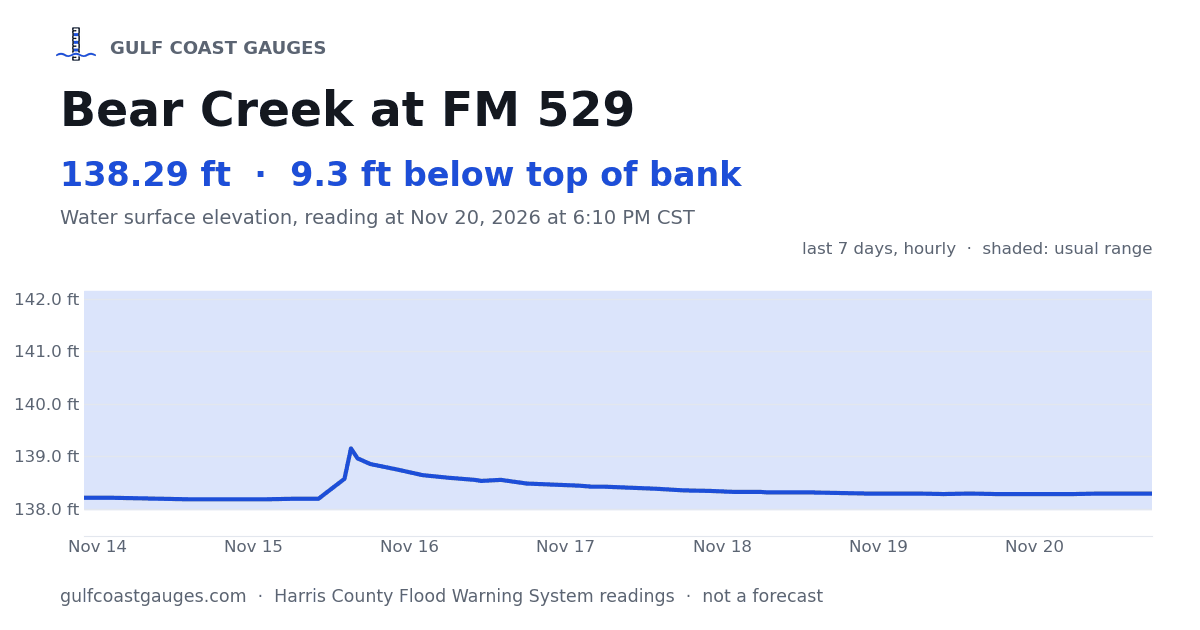 GULF COAST GAUGES
Bear Creek at FM 529
138.29 ft · 9.3 ft below top of bank
Water surface elevation, reading at Nov 20, 2026 at 6:10 PM CST
last 7 days, hourly · shaded: usual range
142.0 ft
141.0 ft
140.0 ft
139.0 ft
138.0 ft
Nov 14 Nov 15 Nov 16 Nov 17 Nov 18 Nov 19 Nov 20
gulfcoastgauges.com · Harris County Flood Warning System readings · not a forecast